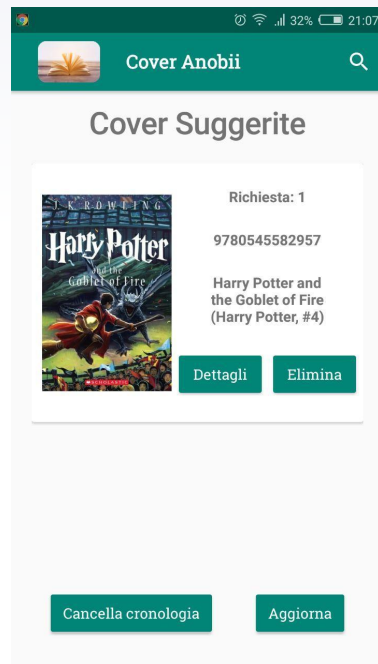 32% 21:07
Cover Anobii
Cover Suggerite
J.K. ROWLING
Harry Potter
and the
Goblet of Fire
SCHOLASTIC
Richiesta: 1
9780545582957
Harry Potter and
the Goblet of Fire
(Harry Potter, #4)
Dettagli Elimina
Cancella cronologia Aggiorna